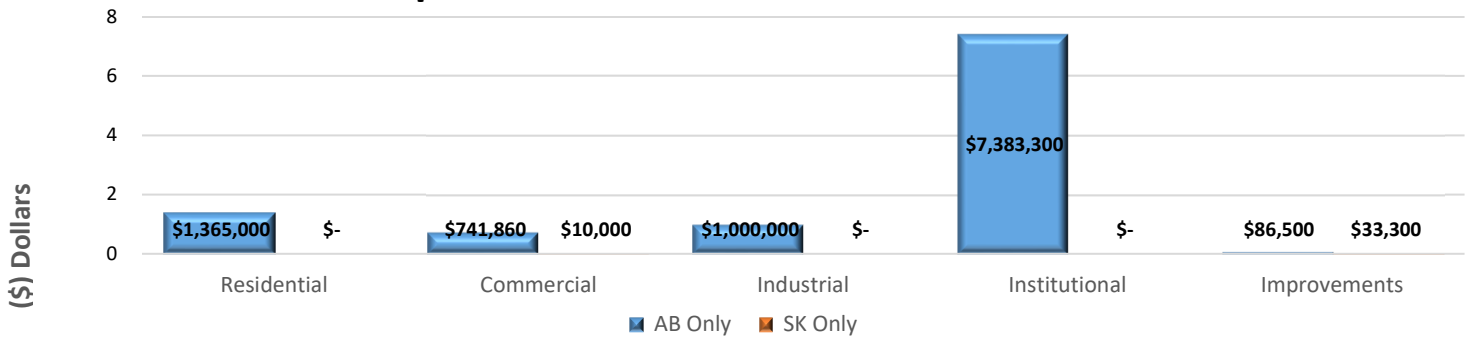 8
6
4
2
0
($) Dollars
$1,365,000 $- $741,860 $10,000 $1,000,000 $- $7,383,300 $- $86,500 $33,300
Residential Commercial Industrial Institutional Improvements
AB Only SK Only